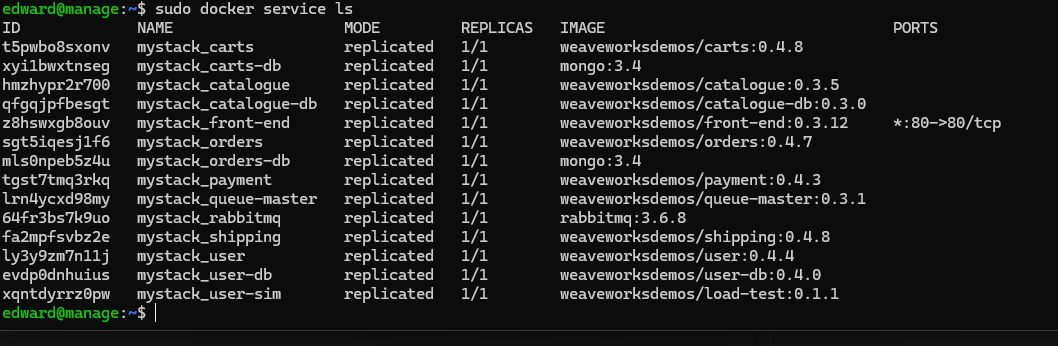 edward@manage:~$ sudo docker service ls
ID NAME MODE REPLICAS IMAGE PORTS
t5pwbo8sxonv mystack_carts replicated 1/1 weaveworksdemos/carts:0.4.8
xyi1bwxtnseg mystack_carts-db replicated 1/1 mongo:3.4
hmzhypr2r700 mystack_catalogue replicated 1/1 weaveworksdemos/catalogue:0.3.5
qfgqjpfbesgt mystack_catalogue-db replicated 1/1 weaveworksdemos/catalogue-db:0.3.0
z8hswxgb8ouv mystack_front-end replicated 1/1 weaveworksdemos/front-end:0.3.12 *:80->80/tcp
sgt5iqesj1f6 mystack_orders replicated 1/1 weaveworksdemos/orders:0.4.7
mls0npeb5z4u mystack_orders-db replicated 1/1 mongo:3.4
tgst7tmq3rkq mystack_payment replicated 1/1 weaveworksdemos/payment:0.4.3
lrn4ycxd98my mystack_queue-master replicated 1/1 weaveworksdemos/queue-master:0.3.1
64fr3bs7k9uo mystack_rabbitmq replicated 1/1 rabbitmq:3.6.8
fa2mpfsvbz2e mystack_shipping replicated 1/1 weaveworksdemos/shipping:0.4.8
ly3y9zm7n11j mystack_user replicated 1/1 weaveworksdemos/user:0.4.4
evdp0dnhuius mystack_user-db replicated 1/1 weaveworksdemos/user-db:0.4.0
xqntdyrrz0pw mystack_user-sim replicated 1/1 weaveworksdemos/load-test:0.1.1
edward@manage:~$